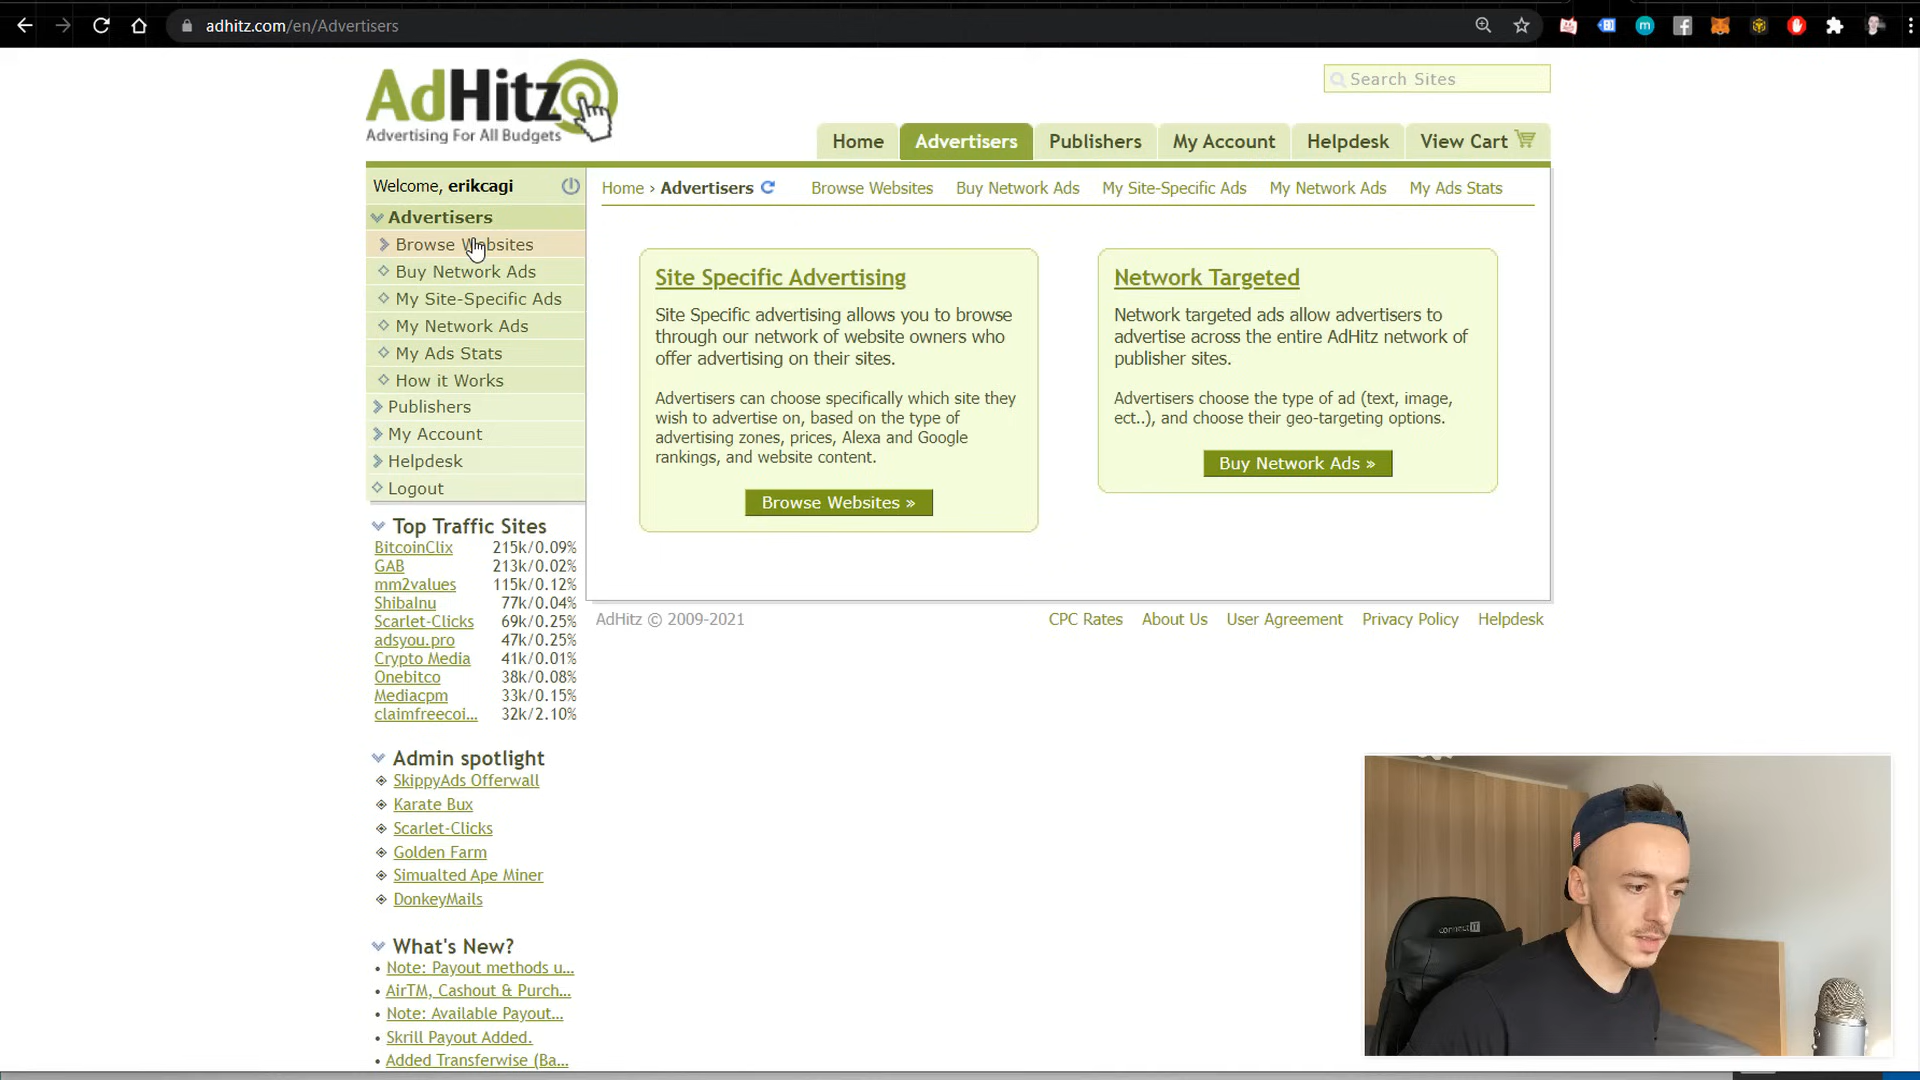 adhitz.com/en/Advertisers
AdHitz
Advertising For All Budgets
Search Sites
Home
Advertisers
Publishers
My Account
Helpdesk
View Cart
Welcome, erikcagi
Advertisers
Browse Websites
Buy Network Ads
My Site-Specific Ads
My Network Ads
My Ads Stats
How it Works
Publishers
My Account
Helpdesk
Logout
Top Traffic Sites
BitcoinClix 215k/0.09%
GAB 213k/0.02%
mm2values 115k/0.12%
ShibaInu 77k/0.04%
Scarlet-Clicks 69k/0.25%
adsyou.pro 47k/0.25%
Crypto Media 41k/0.01%
Onebitco 38k/0.08%
Mediacpm 33k/0.15%
claimfreecoi... 32k/2.10%
Admin spotlight
SkippyAds Offerwall
Karate Bux
Scarlet-Clicks
Golden Farm
Simualted Ape Miner
DonkeyMails
What's New?
• Note: Payout methods u...
• AirTM, Cashout & Purch...
• Note: Available Payout...
• Skrill Payout Added.
• Added Transferwise (Ba...
Home › Advertisers
Browse Websites
Buy Network Ads
My Site-Specific Ads
My Network Ads
My Ads Stats
Site Specific Advertising
Site Specific advertising allows you to browse
through our network of website owners who
offer advertising on their sites.
Advertisers can choose specifically which site they
wish to advertise on, based on the type of
advertising zones, prices, Alexa and Google
rankings, and website content.
Browse Websites »
Network Targeted
Network targeted ads allow advertisers to
advertise across the entire AdHitz network of
publisher sites.
Advertisers choose the type of ad (text, image,
ect..), and choose their geo-targeting options.
Buy Network Ads »
AdHitz © 2009-2021
CPC Rates
About Us
User Agreement
Privacy Policy
Helpdesk
connect IT